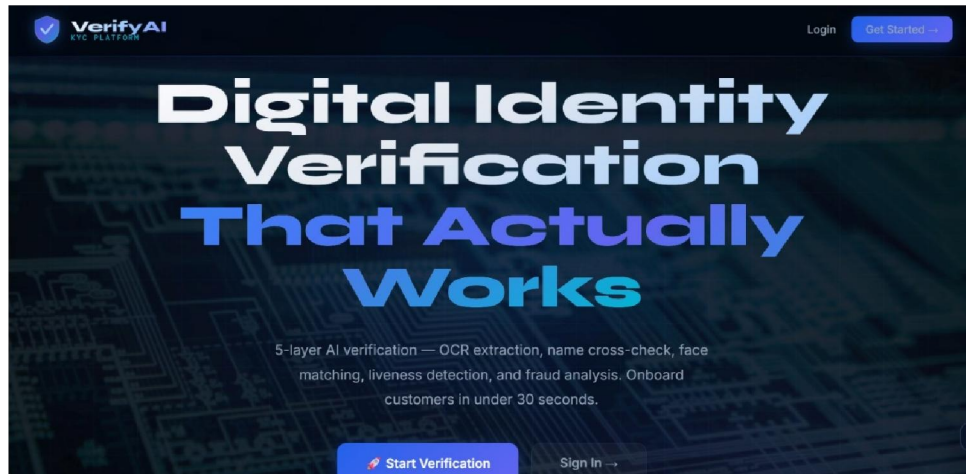 VerifyAI
KYC PLATFORM
Login
Get Started →
Digital Identity
Verification
That Actually
Works
5-layer AI verification — OCR extraction, name cross-check, face
matching, liveness detection, and fraud analysis. Onboard
customers in under 30 seconds.
🚀 Start Verification
Sign In →